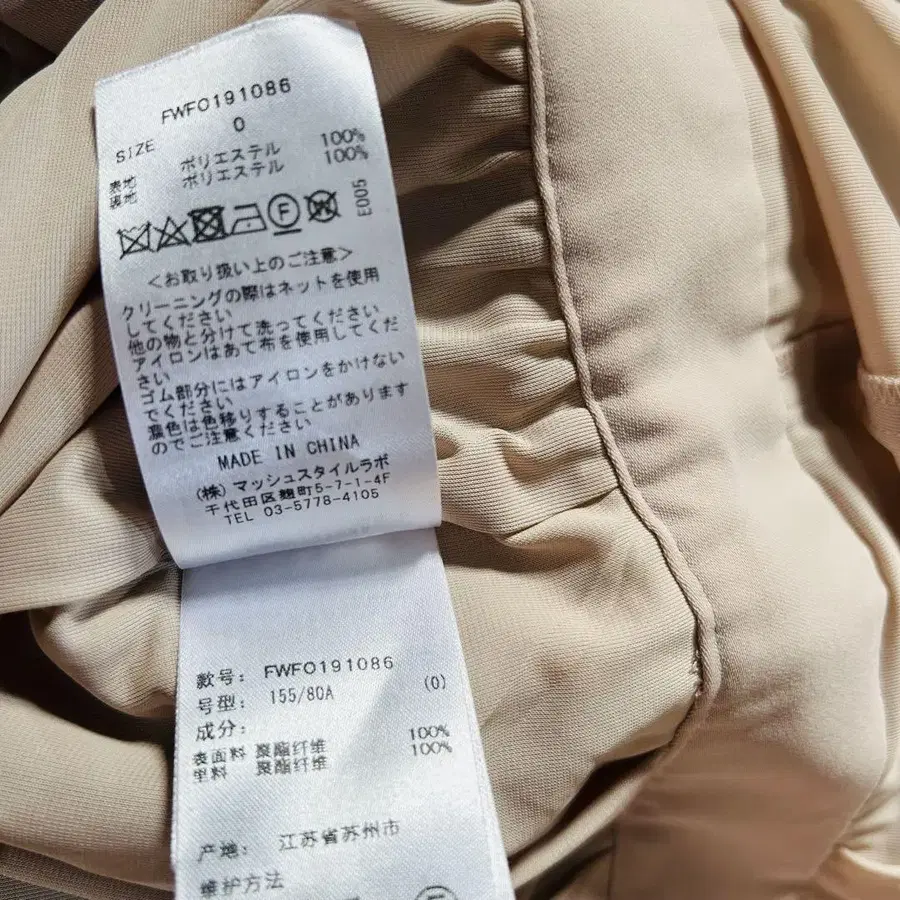 FWFO191086
SIZE 0
表地 ポリエステル 100%
裏地 ポリエステル 100%
F
E005
<お取り扱い上のご注意>
クリーニングの際はネットを使用
してください
他の物と分けて洗ってください
アイロンはあて布を使用してくだ
さい
ゴム部分にはアイロンをかけない
でください
濃色は色移りすることがあります
のでご注意ください
MADE IN CHINA
(株)マッシュスタイルラボ
千代田区麹町5-7-1-4F
TEL 03-5778-4105
款号: FWFO191086
号型: 155/80A (0)
成分:
表面料 聚酯纤维 100%
里料 聚酯纤维 100%
产地: 江苏省苏州市
维护方法